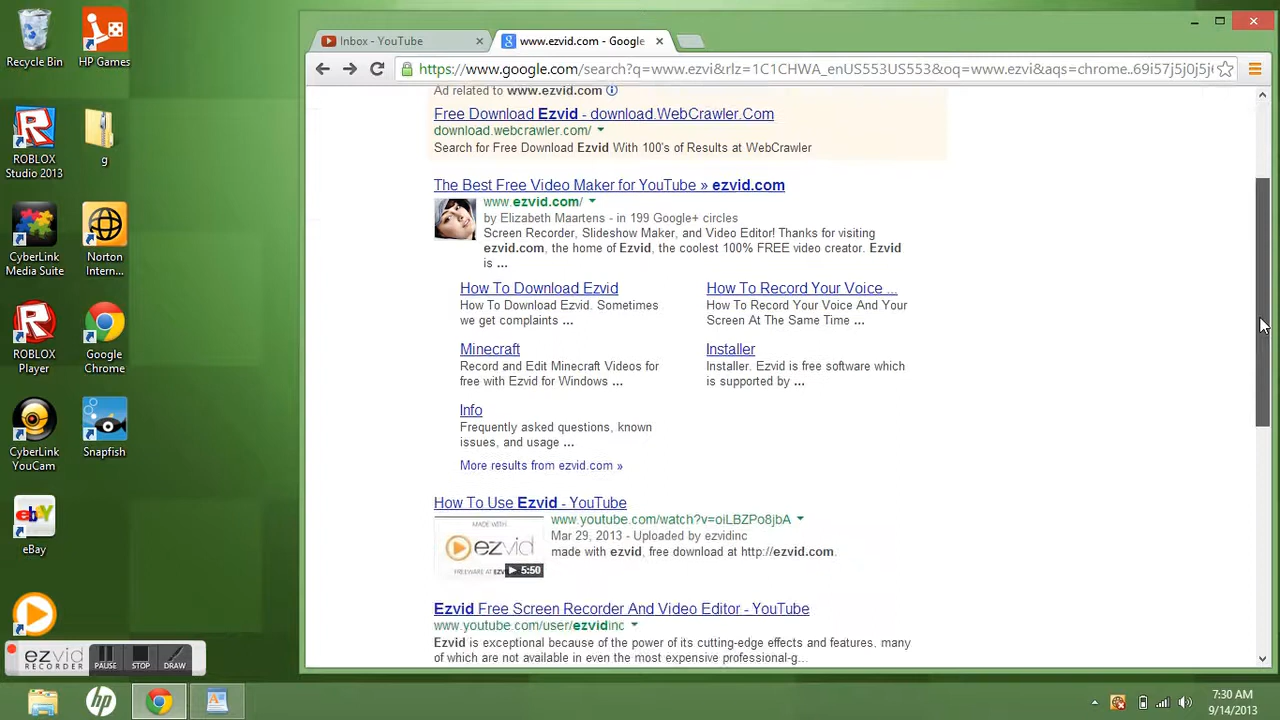 Recycle Bin
HP Games
ROBLOX
Studio 2013
g
CyberLink
Media Suite
Norton
Intern...
ROBLOX
Player
Google
Chrome
CyberLink
YouCam
Snapfish
ebay
eBay
ezvid
RECORDER
PAUSE
STOP
DRAW
Inbox - YouTube
www.ezvid.com - Google
https://www.google.com/search?q=www.ezvi&rlz=1C1CHWA_enUS553US553&oq=www.ezvi&aqs=chrome..69i57j5j0j5j
Ad related to www.ezvid.com
Free Download Ezvid - download.WebCrawler.Com
download.webcrawler.com/
Search for Free Download Ezvid With 100's of Results at WebCrawler
The Best Free Video Maker for YouTube » ezvid.com
www.ezvid.com/
by Elizabeth Maartens - in 199 Google+ circles
Screen Recorder, Slideshow Maker, and Video Editor! Thanks for visiting
ezvid.com, the home of Ezvid, the coolest 100% FREE video creator. Ezvid
is ...
How To Download Ezvid
How To Download Ezvid. Sometimes
we get complaints ...
How To Record Your Voice ...
How To Record Your Voice And Your
Screen At The Same Time ...
Minecraft
Record and Edit Minecraft Videos for
free with Ezvid for Windows ...
Installer
Installer. Ezvid is free software which
is supported by ...
Info
Frequently asked questions, known
issues, and usage ...
More results from ezvid.com »
How To Use Ezvid - YouTube
MADE WITH
ezvid
FREEWARE AT EZV
5:50
www.youtube.com/watch?v=oiLBZPo8jbA
Mar 29, 2013 - Uploaded by ezvidinc
made with ezvid, free download at http://ezvid.com.
Ezvid Free Screen Recorder And Video Editor - YouTube
www.youtube.com/user/ezvidinc
Ezvid is exceptional because of the power of its cutting-edge effects and features, many
of which are not available in even the most expensive professional-g...
hp
7:30 AM
9/14/2013